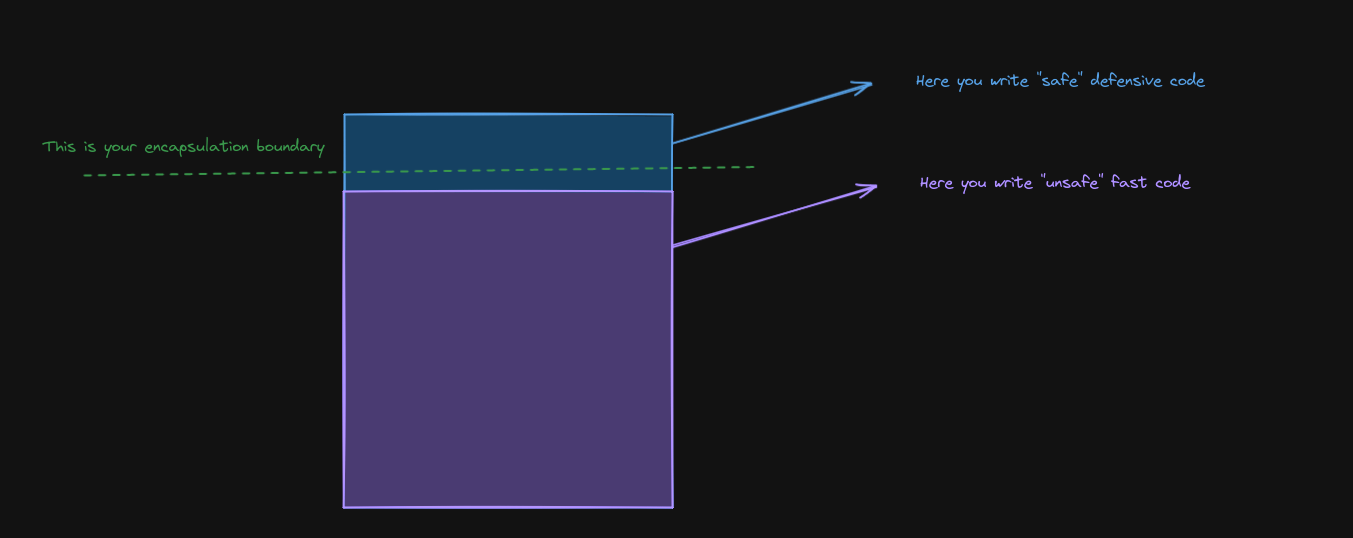 Here you write "safe" defensive code
This is your encapsulation boundary
Here you write "unsafe" fast code